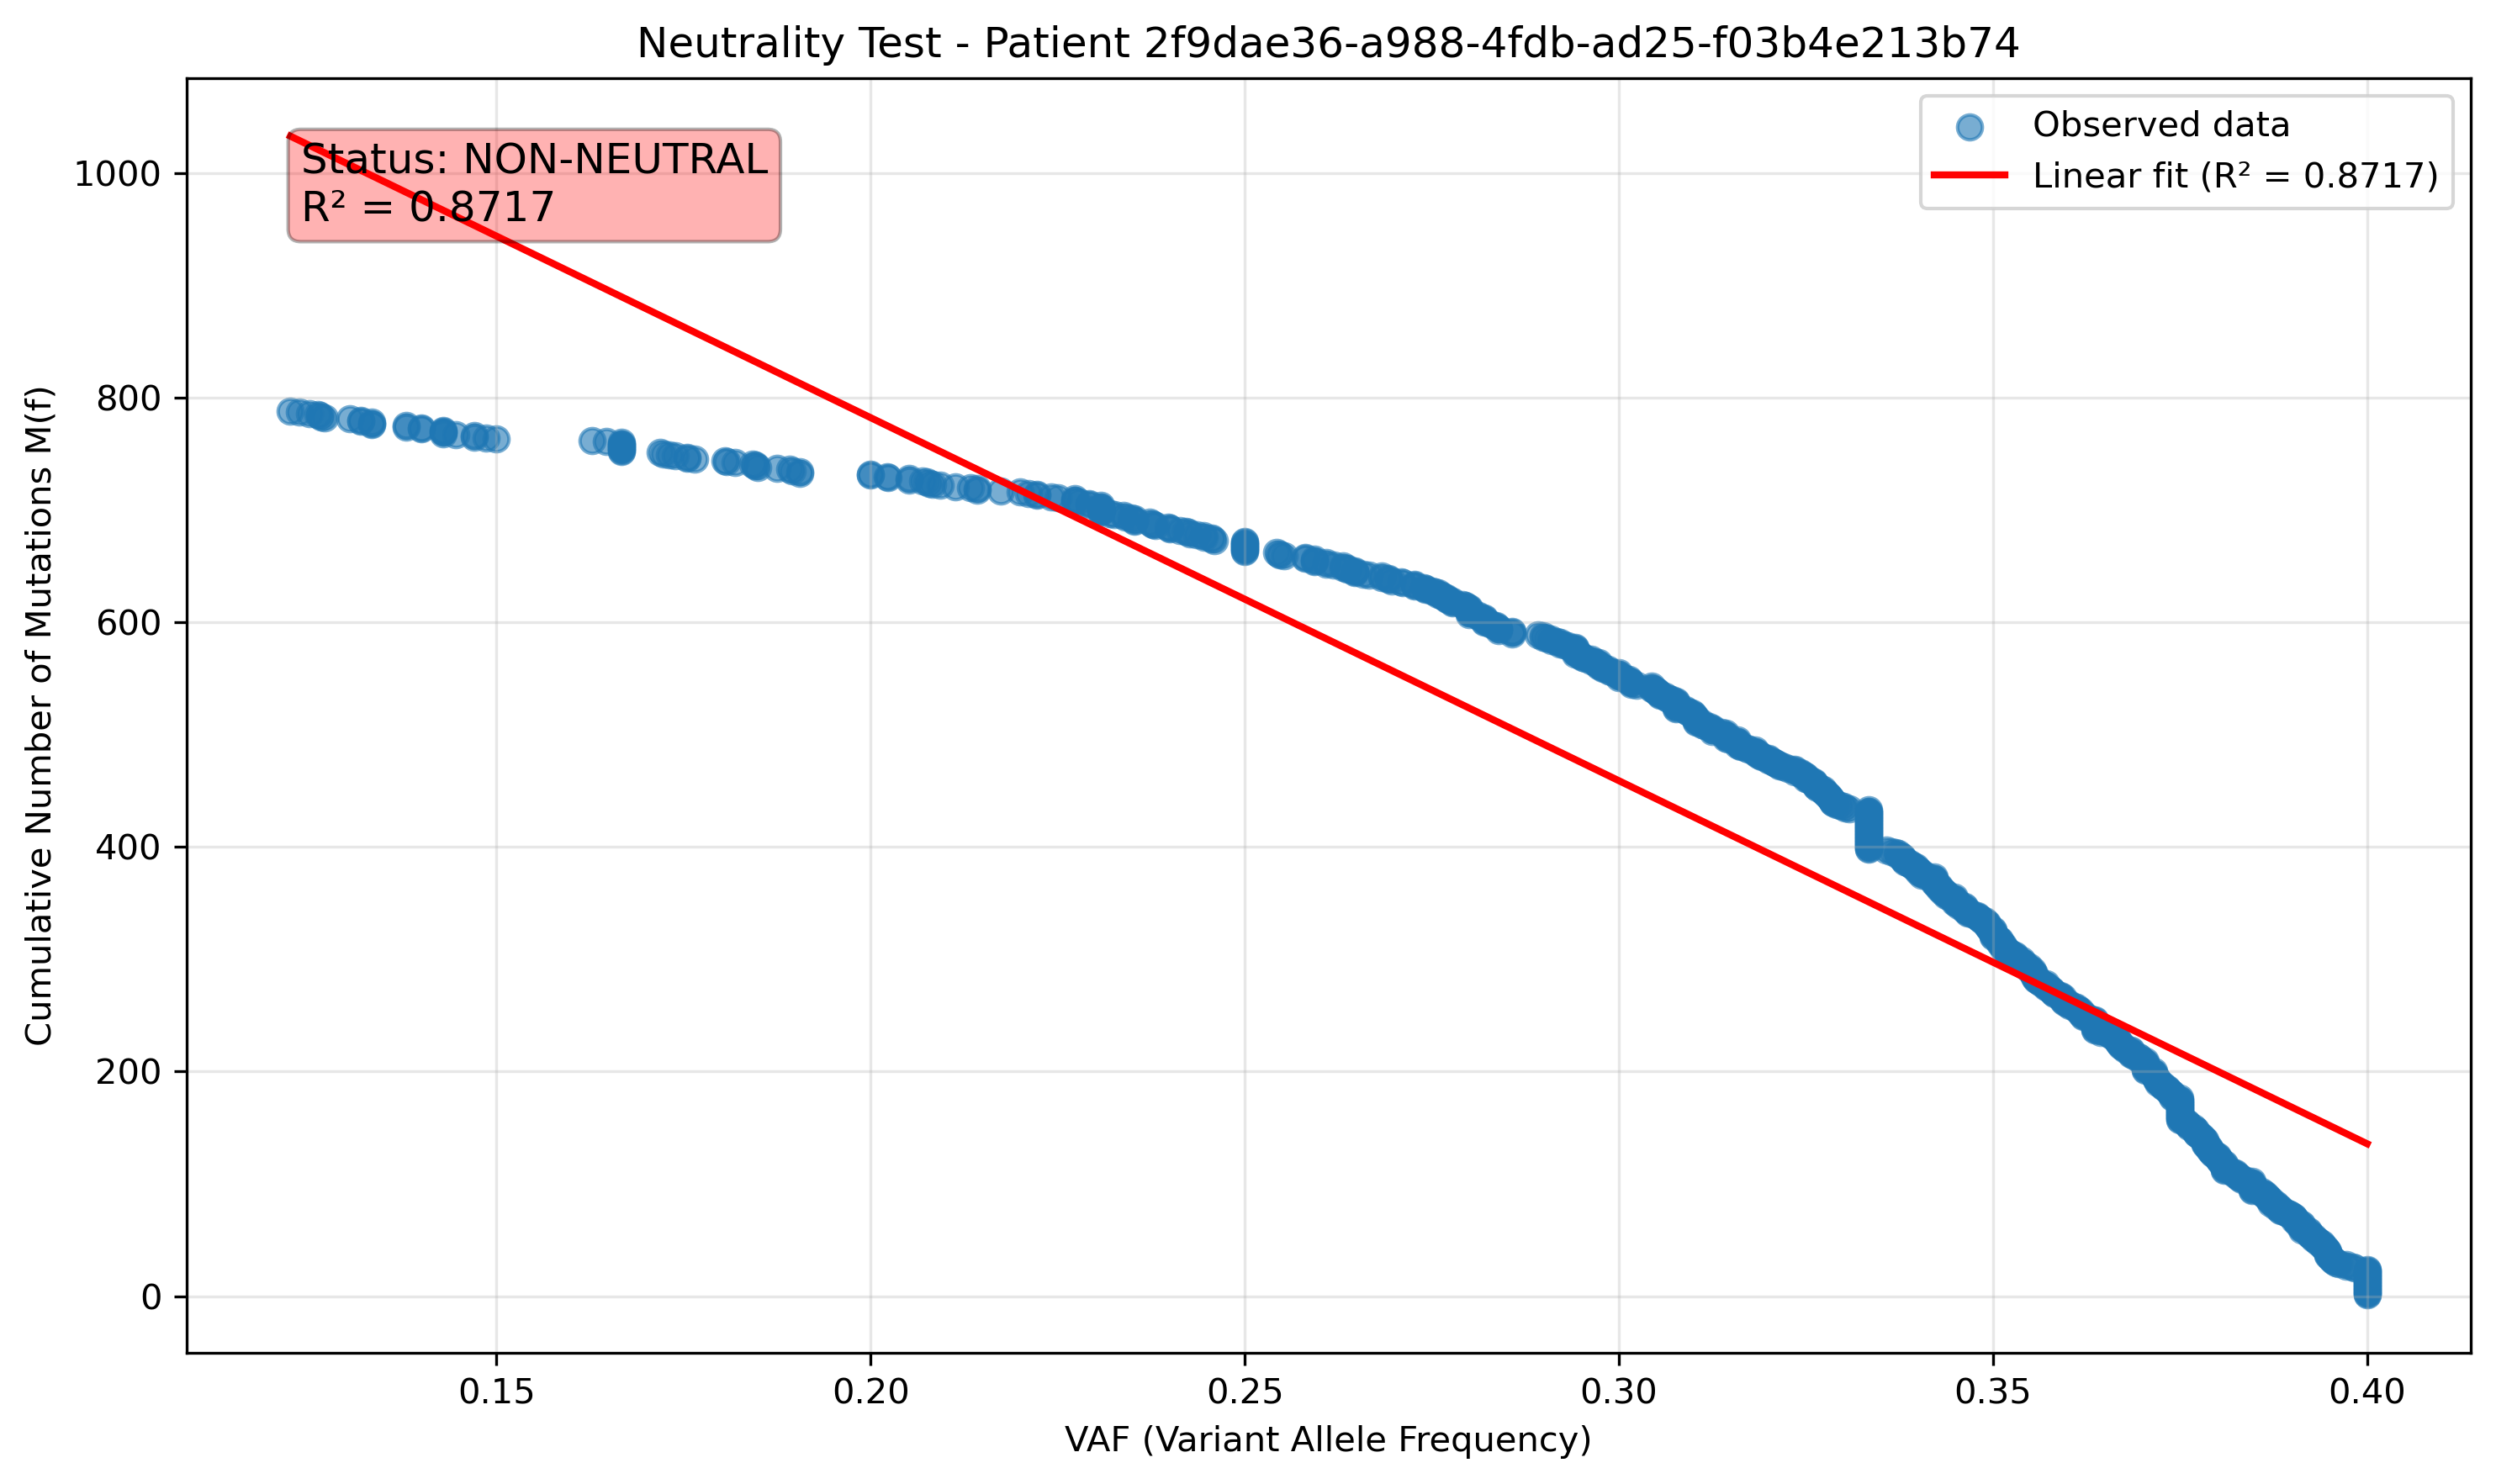 Neutrality Test - Patient 2f9dae36-a988-4fdb-ad25-f03b4e213b74
Status: NON-NEUTRAL
R² = 0.8717
Observed data
Linear fit (R² = 0.8717)
Cumulative Number of Mutations M(f)
1000
800
600
400
200
0
0.15
0.20
0.25
0.30
0.35
0.40
VAF (Variant Allele Frequency)